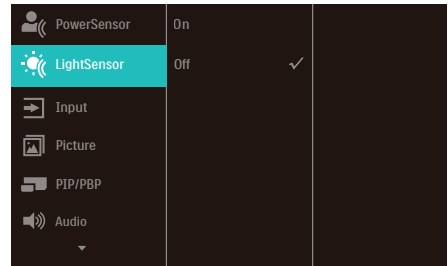 PowerSensor
On
LightSensor
Off
Input
Picture
PIP/PBP
Audio